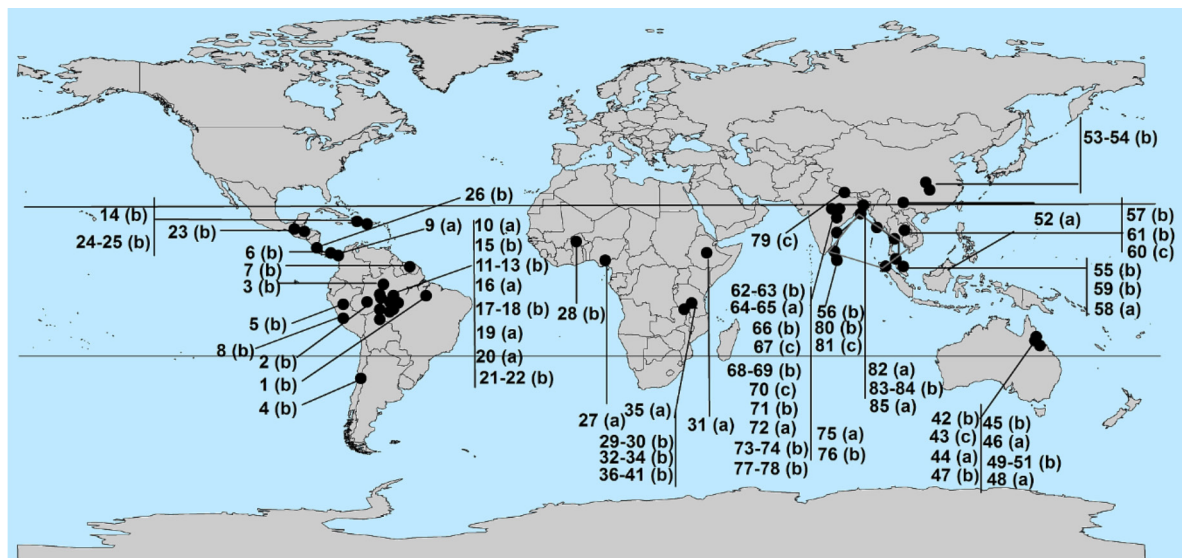 53-54 (b)
26 (b)
14 (b)
24-25 (b)
23 (b)
9 (a)
6 (b)
7 (b)
3 (b)
5 (b)
8 (b)
2 (b)
1 (b)
4 (b)
10 (a)
15 (b)
11-13 (b)
16 (a)
17-18 (b)
19 (a)
20 (a)
21-22 (b)
28 (b)
27 (a)
35 (a)
29-30 (b)
32-34 (b)
36-41 (b)
31 (a)
79 (c)
62-63 (b)
64-65 (a)
66 (b)
67 (c)
68-69 (b)
70 (c)
71 (b)
72 (a)
73-74 (b)
77-78 (b)
75 (a)
76 (b)
56 (b)
80 (b)
81 (c)
82 (a)
83-84 (b)
85 (a)
52 (a)
57 (b)
61 (b)
60 (c)
55 (b)
59 (b)
58 (a)
42 (b)
43 (c)
44 (a)
47 (b)
45 (b)
46 (a)
49-51 (b)
48 (a)